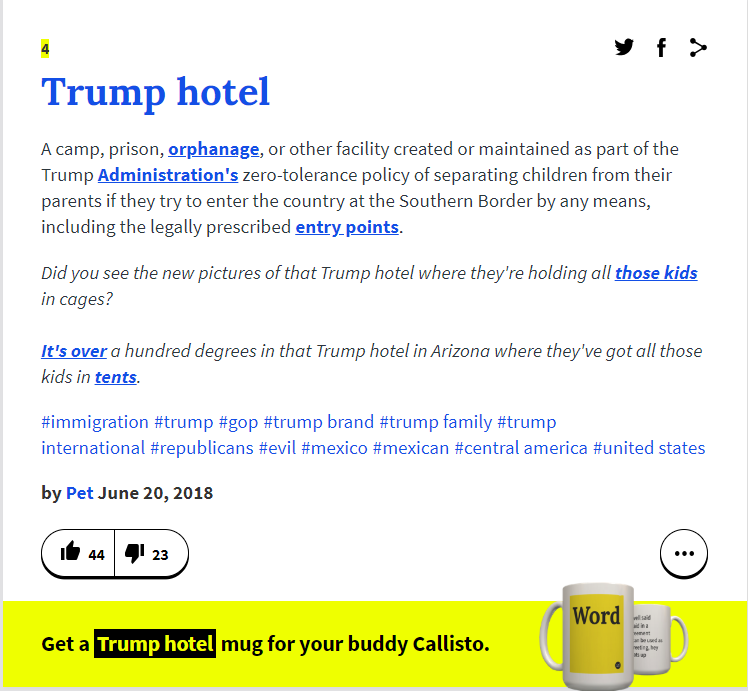 4
Trump hotel
A camp, prison, orphanage, or other facility created or maintained as part of the
Trump Administration's zero-tolerance policy of separating children from their
parents if they try to enter the country at the Southern Border by any means,
including the legally prescribed entry points.
Did you see the new pictures of that Trump hotel where they're holding all those kids
in cages?
It's over a hundred degrees in that Trump hotel in Arizona where they've got all those
kids in tents.
#immigration #trump #gop #trump brand #trump family #trump
international #republicans #evil #mexico #mexican #central america #united states
by Pet June 20, 2018
44 23
Get a Trump hotel mug for your buddy Callisto.
Word